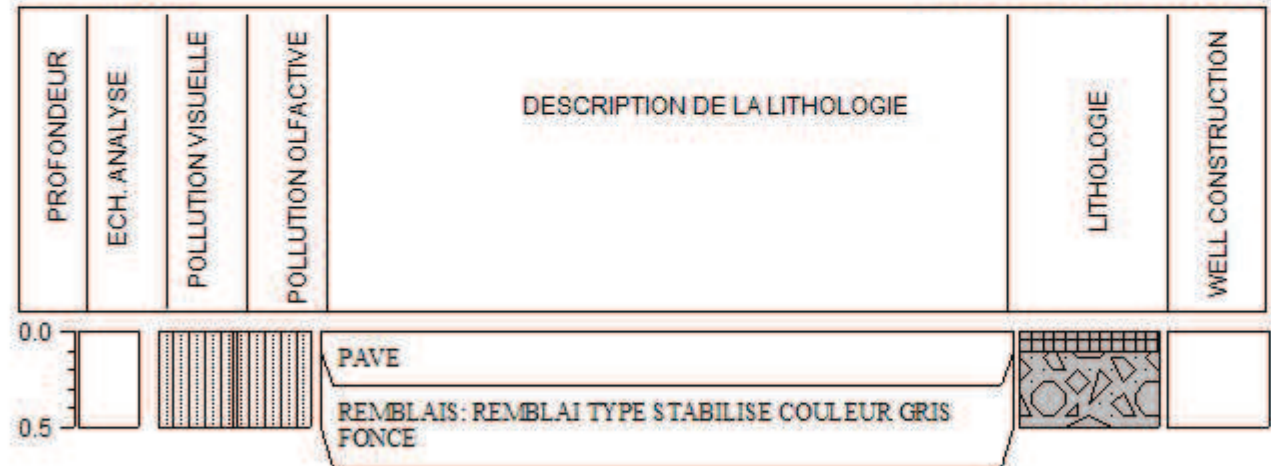 PROFONDEUR
ECH. ANALYSE
POLLUTION VISUELLE
POLLUTION OLFACTIVE
DESCRIPTION DE LA LITHOLOGIE
LITHOLOGIE
WELL CONSTRUCTION
0.0
PAVE
REMBLAIS: REMBLAI TYPE STABILISE COULEUR GRIS
FONCE
0.5